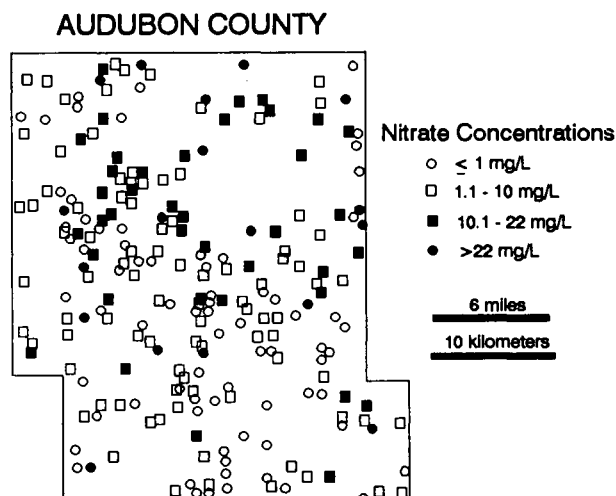 AUDUBON COUNTY
Nitrate Concentrations
≤ 1 mg/L
1.1 - 10 mg/L
10.1 - 22 mg/L
>22 mg/L
6 miles
10 kilometers